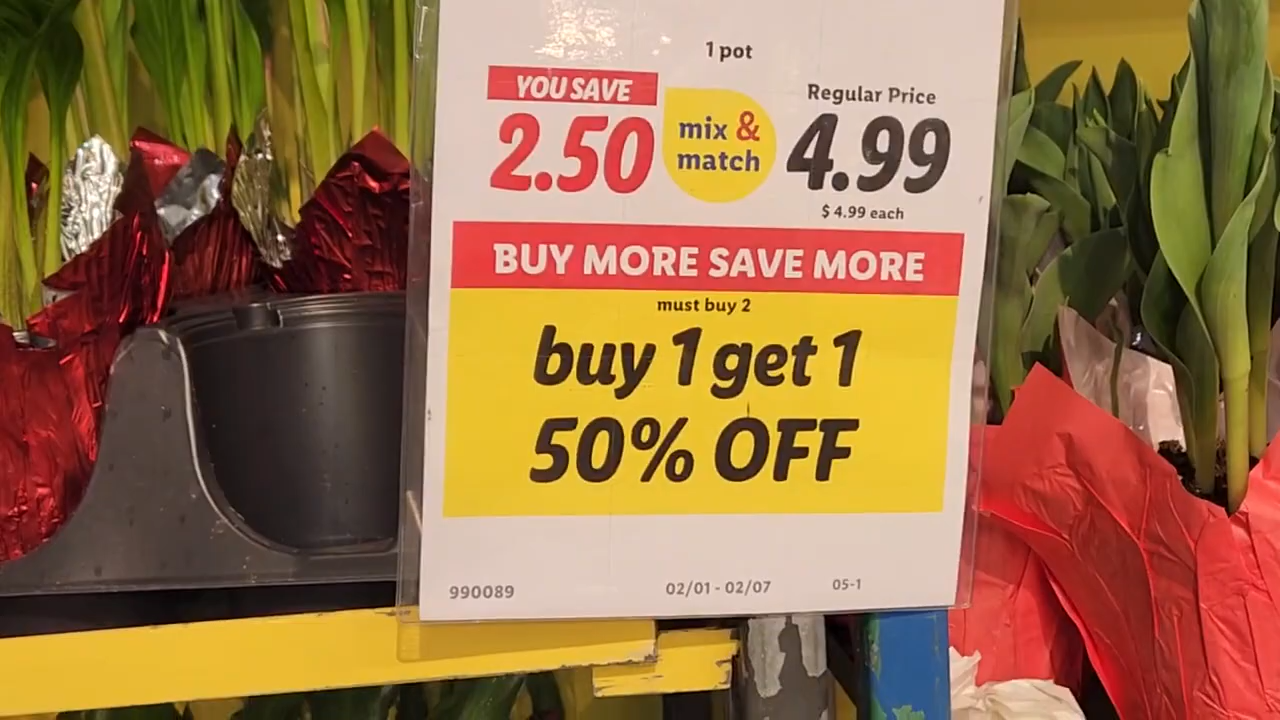 1 pot
YOU SAVE
2.50
mix &
match
Regular Price
4.99
$ 4.99 each
BUY MORE SAVE MORE
must buy 2
buy 1 get 1
50% OFF
990089
02/01 - 02/07
05-1